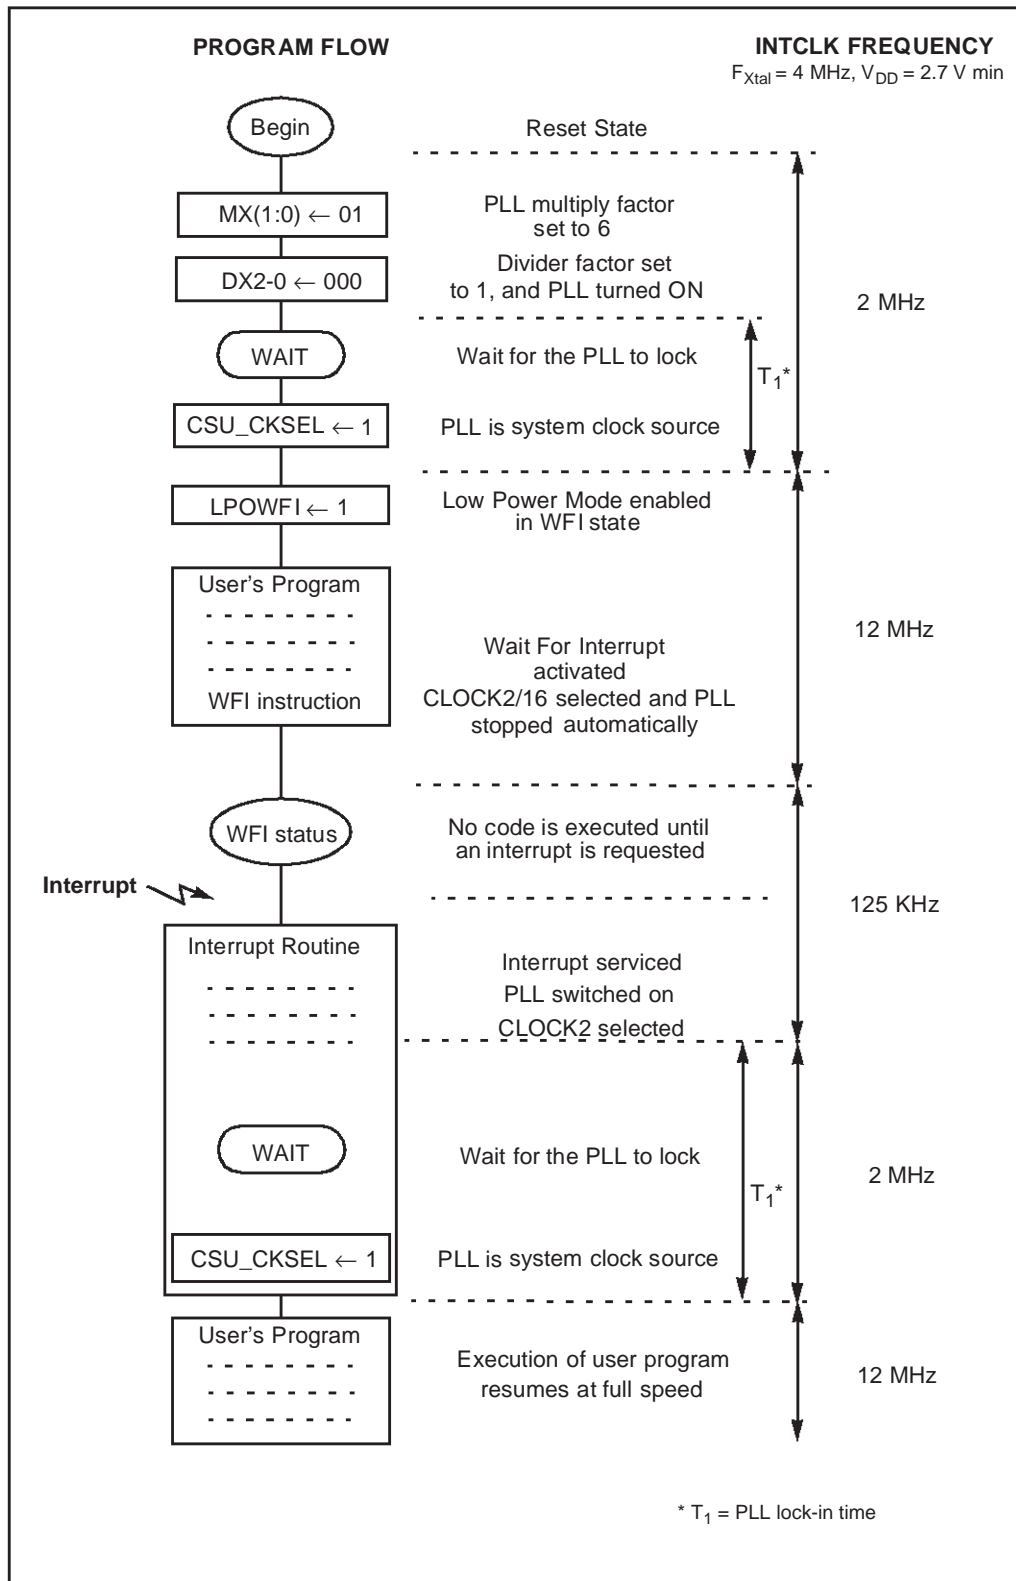 PROGRAM FLOW
INTCLK FREQUENCY
F_Xtal = 4 MHz, V_DD = 2.7 V min
Begin
Reset State
MX(1:0) ← 01
PLL multiply factor
set to 6
DX2-0 ← 000
Divider factor set
to 1, and PLL turned ON
2 MHz
WAIT
Wait for the PLL to lock
T1*
CSU_CKSEL ← 1
PLL is system clock source
LPOWFI ← 1
Low Power Mode enabled
in WFI state
User's Program
WFI instruction
Wait For Interrupt
activated
CLOCK2/16 selected and PLL
stopped automatically
12 MHz
WFI status
No code is executed until
an interrupt is requested
Interrupt
125 KHz
Interrupt Routine
Interrupt serviced
PLL switched on
CLOCK2 selected
WAIT
Wait for the PLL to lock
T1*
2 MHz
CSU_CKSEL ← 1
PLL is system clock source
User's Program
Execution of user program
resumes at full speed
12 MHz
* T1 = PLL lock-in time